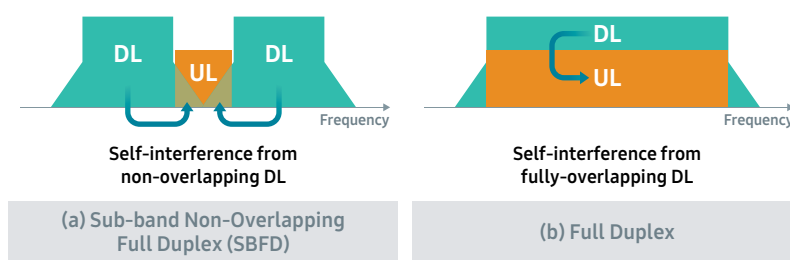 DL
UL
DL
Frequency
Self-interference from
non-overlapping DL
(a) Sub-band Non-Overlapping
Full Duplex (SBFD)
DL
UL
Frequency
Self-interference from
fully-overlapping DL
(b) Full Duplex